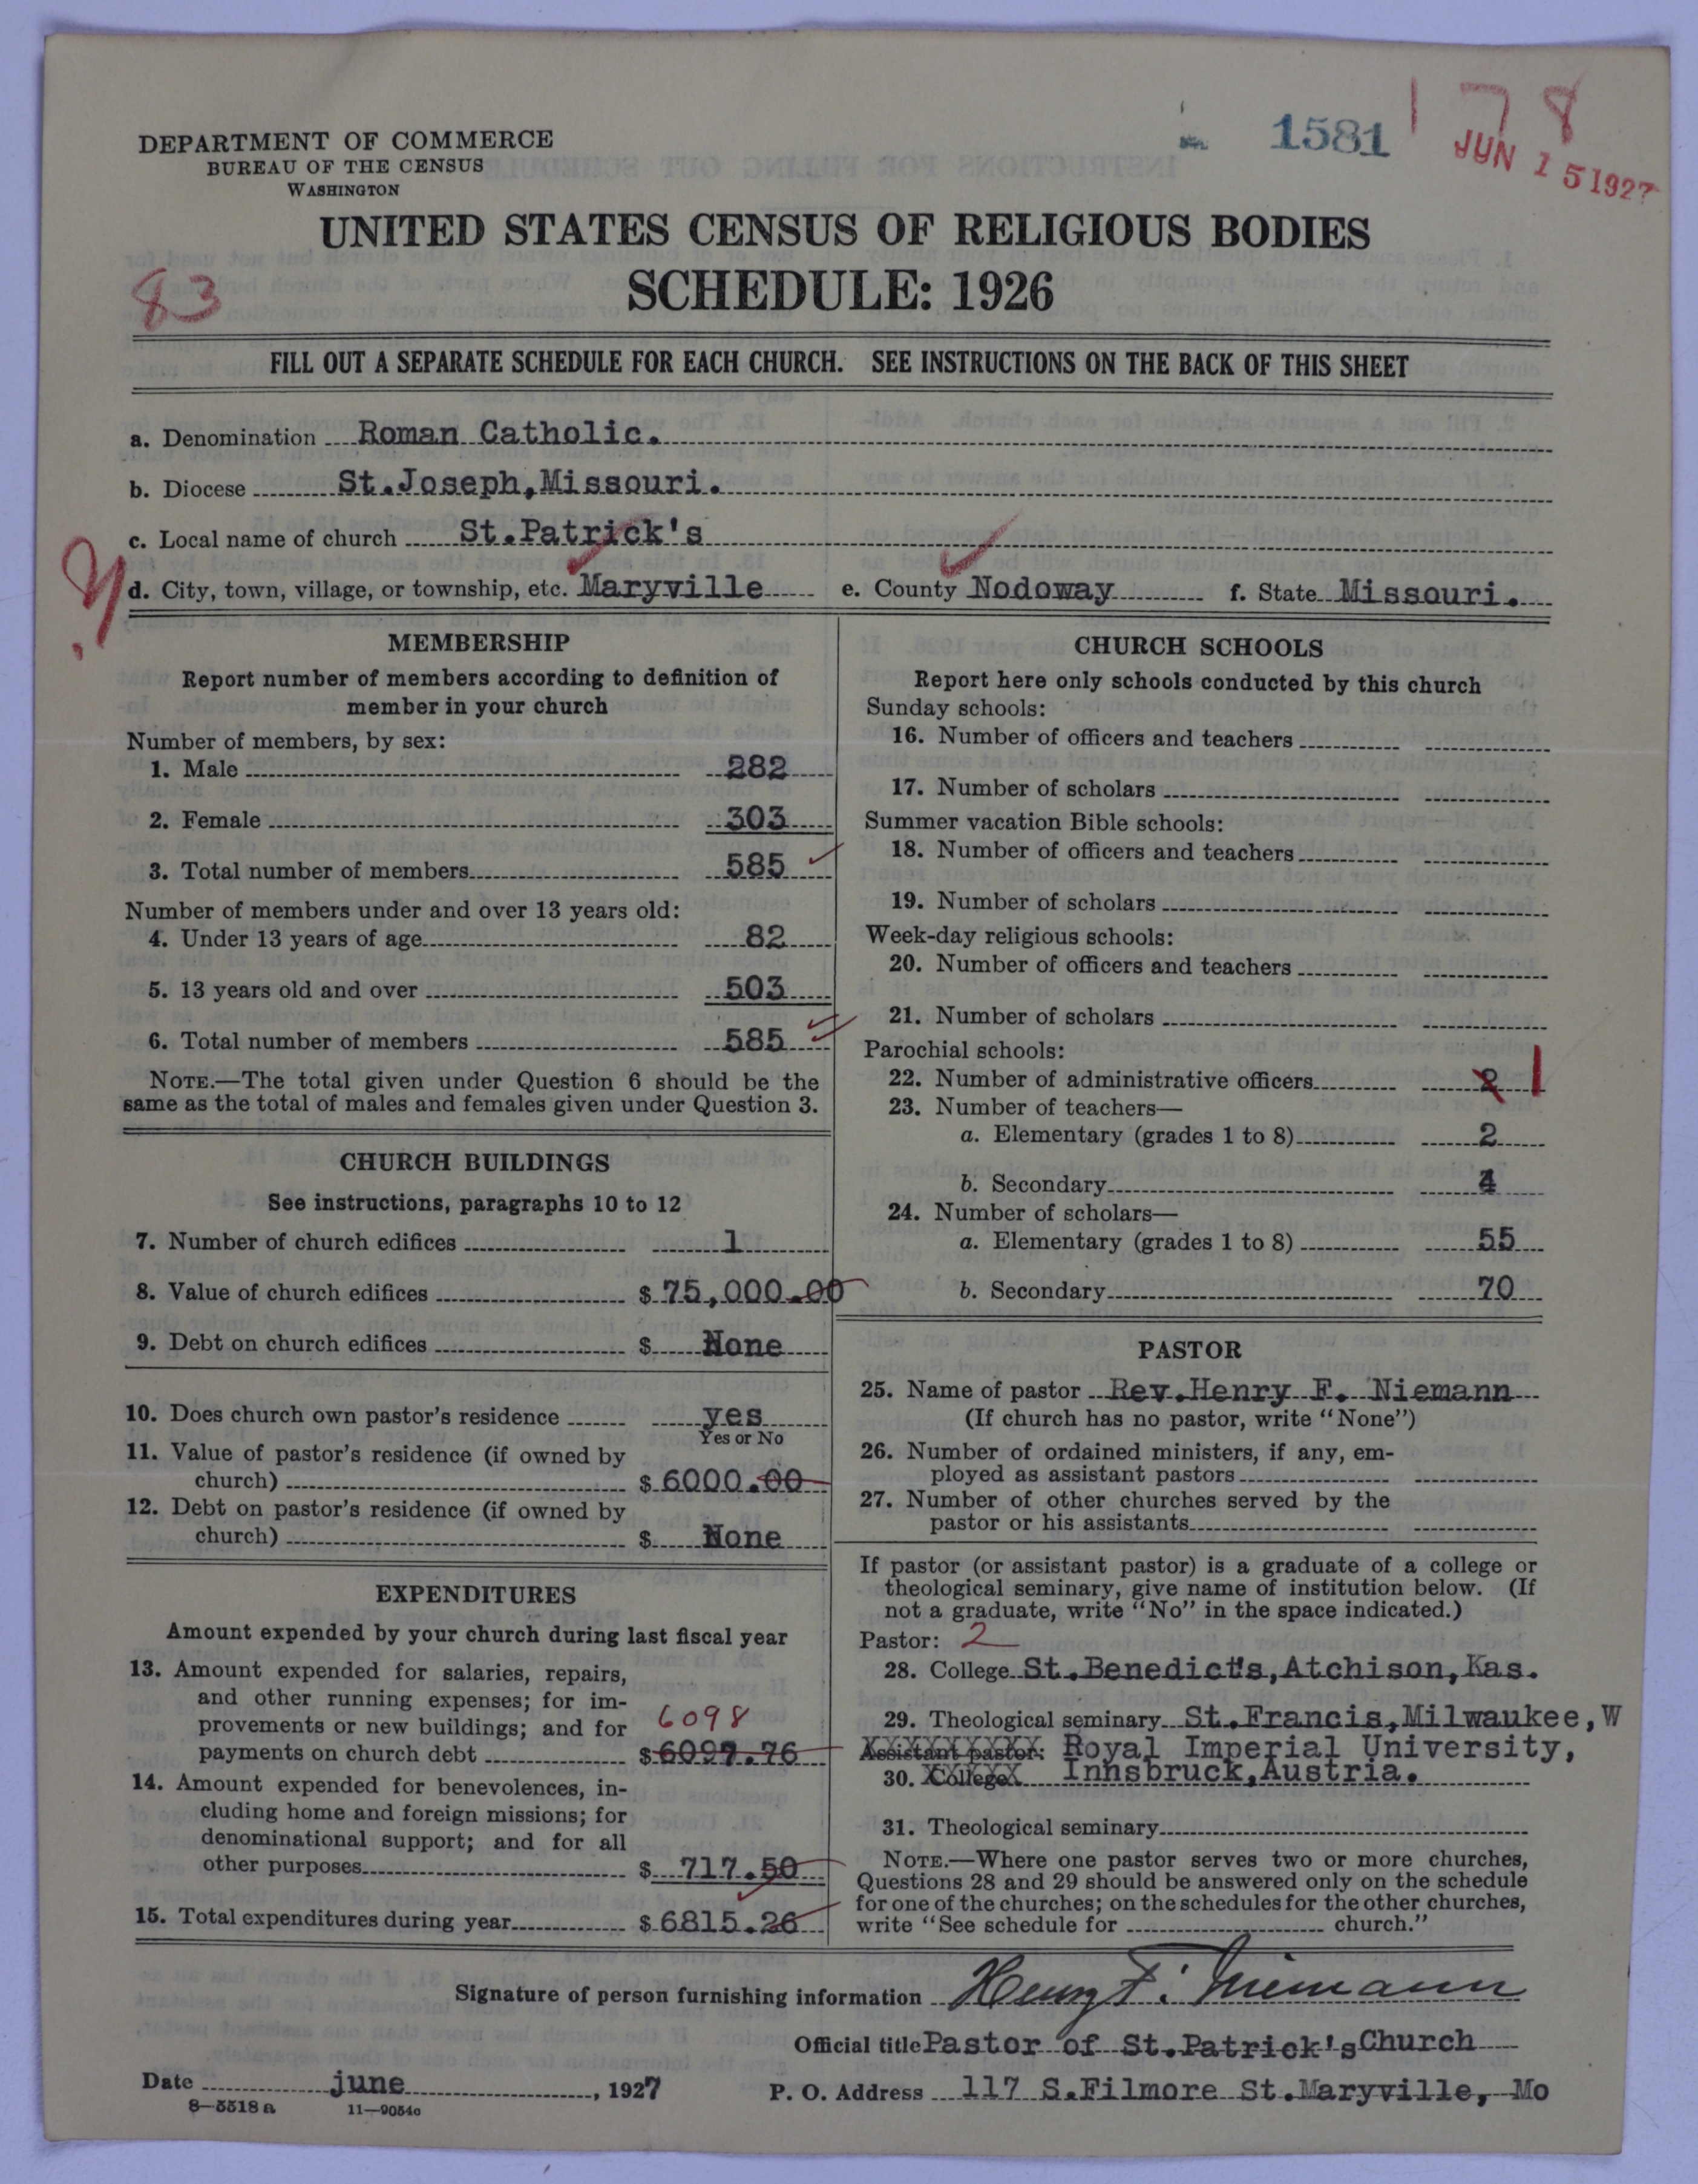 1581
178
JUN 15 1927
DEPARTMENT OF COMMERCE
BUREAU OF THE CENSUS
WASHINGTON
UNITED STATES CENSUS OF RELIGIOUS BODIES
SCHEDULE: 1926
83
FILL OUT A SEPARATE SCHEDULE FOR EACH CHURCH. SEE INSTRUCTIONS ON THE BACK OF THIS SHEET
a. Denomination Roman Catholic.
b. Diocese St.Joseph,Missouri.
c. Local name of church St.Patrick's
d. City, town, village, or township, etc. Maryville e. County Nodoway f. State Missouri.
MEMBERSHIP
Report number of members according to definition of
member in your church
Number of members, by sex:
1. Male 282
2. Female 303
3. Total number of members 585
Number of members under and over 13 years old:
4. Under 13 years of age 82
5. 13 years old and over 503
6. Total number of members 585
NOTE.—The total given under Question 6 should be the
same as the total of males and females given under Question 3.
CHURCH BUILDINGS
See instructions, paragraphs 10 to 12
7. Number of church edifices 1
8. Value of church edifices $ 75,000.00
9. Debt on church edifices $ None
10. Does church own pastor's residence yes
Yes or No
11. Value of pastor's residence (if owned by
church) $ 6000.00
12. Debt on pastor's residence (if owned by
church) $ None
EXPENDITURES
Amount expended by your church during last fiscal year
13. Amount expended for salaries, repairs,
and other running expenses; for im-
provements or new buildings; and for 6098
payments on church debt $ 6097.76
14. Amount expended for benevolences, in-
cluding home and foreign missions; for
denominational support; and for all
other purposes $ 717.50
15. Total expenditures during year $ 6815.26
CHURCH SCHOOLS
Report here only schools conducted by this church
Sunday schools:
16. Number of officers and teachers
17. Number of scholars
Summer vacation Bible schools:
18. Number of officers and teachers
19. Number of scholars
Week-day religious schools:
20. Number of officers and teachers
21. Number of scholars
Parochial schools:
22. Number of administrative officers 2 1
23. Number of teachers—
a. Elementary (grades 1 to 8) 2
b. Secondary 4
24. Number of scholars—
a. Elementary (grades 1 to 8) 55
b. Secondary 70
PASTOR
25. Name of pastor Rev.Henry F. Niemann
(If church has no pastor, write "None")
26. Number of ordained ministers, if any, em-
ployed as assistant pastors
27. Number of other churches served by the
pastor or his assistants
If pastor (or assistant pastor) is a graduate of a college or
theological seminary, give name of institution below. (If
not a graduate, write "No" in the space indicated.)
Pastor: 2
28. College St.Benedict's,Atchison,Kas.
29. Theological seminary St.Francis,Milwaukee,W
Assistant pastor: Royal Imperial University,
30. College Innsbruck,Austria.
31. Theological seminary
NOTE.—Where one pastor serves two or more churches,
Questions 28 and 29 should be answered only on the schedule
for one of the churches; on the schedules for the other churches,
write "See schedule for church."
Signature of person furnishing information Henry F. Niemann
Official title Pastor of St.Patrick's Church
Date june, 1927 P. O. Address 117 S.Filmore St.Maryville, Mo
8—5518 a 11—9054c